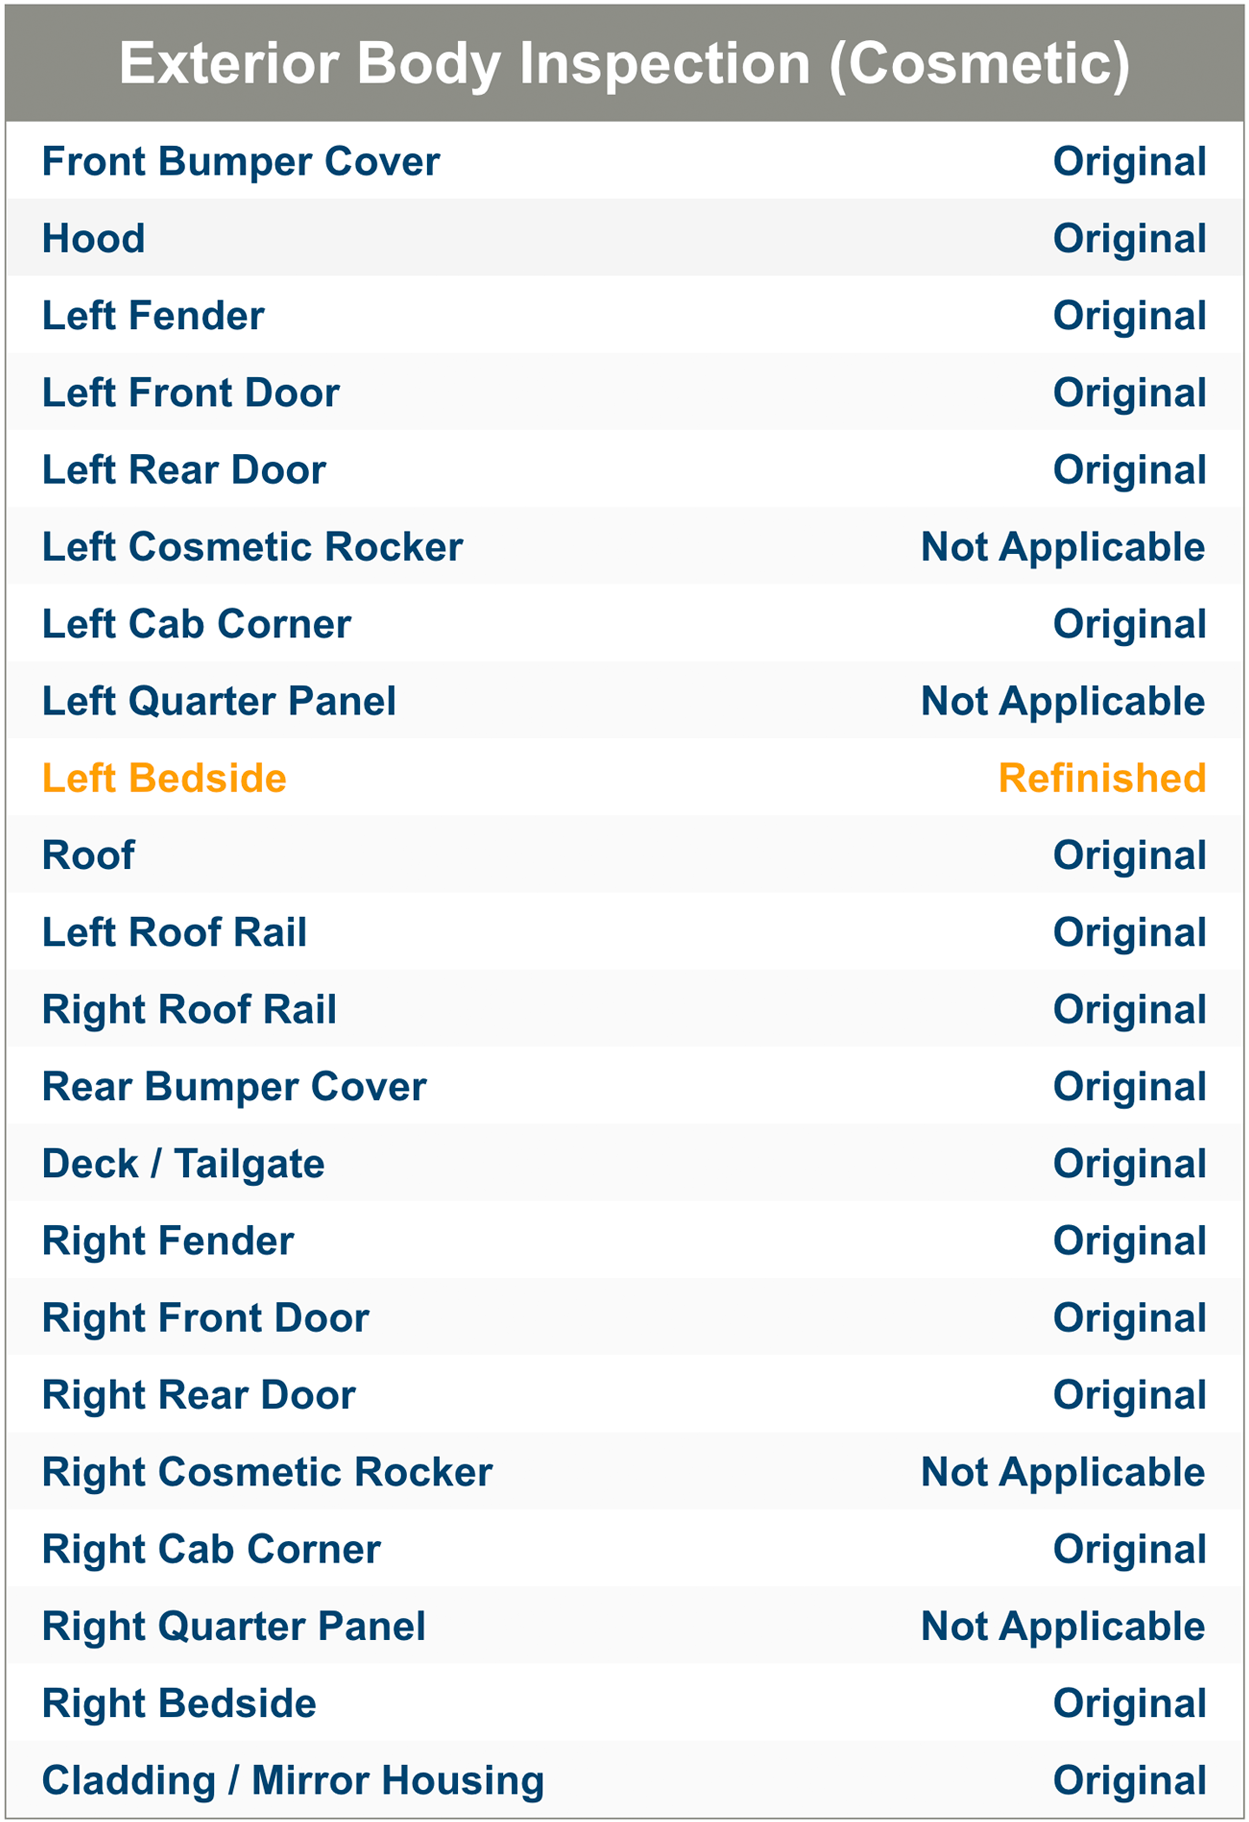 Exterior Body Inspection (Cosmetic)
Front Bumper Cover Original
Hood Original
Left Fender Original
Left Front Door Original
Left Rear Door Original
Left Cosmetic Rocker Not Applicable
Left Cab Corner Original
Left Quarter Panel Not Applicable
Left Bedside Refinished
Roof Original
Left Roof Rail Original
Right Roof Rail Original
Rear Bumper Cover Original
Deck / Tailgate Original
Right Fender Original
Right Front Door Original
Right Rear Door Original
Right Cosmetic Rocker Not Applicable
Right Cab Corner Original
Right Quarter Panel Not Applicable
Right Bedside Original
Cladding / Mirror Housing Original